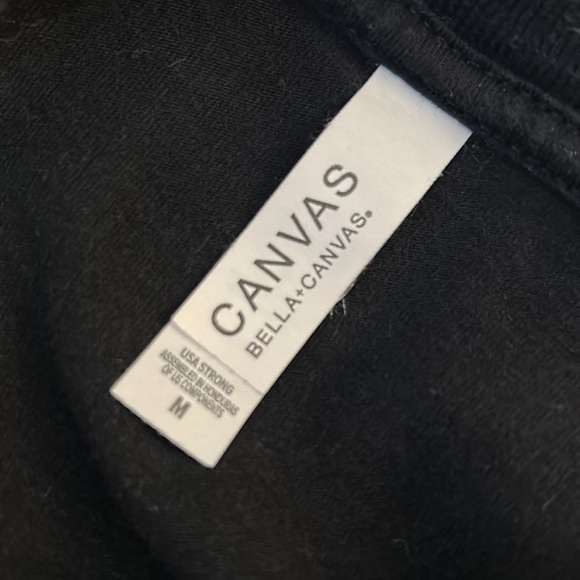 CANVAS
BELLA+CANVAS®
USA STRONG
ASSEMBLED IN HONDURAS
OF US COMPONENTS
M